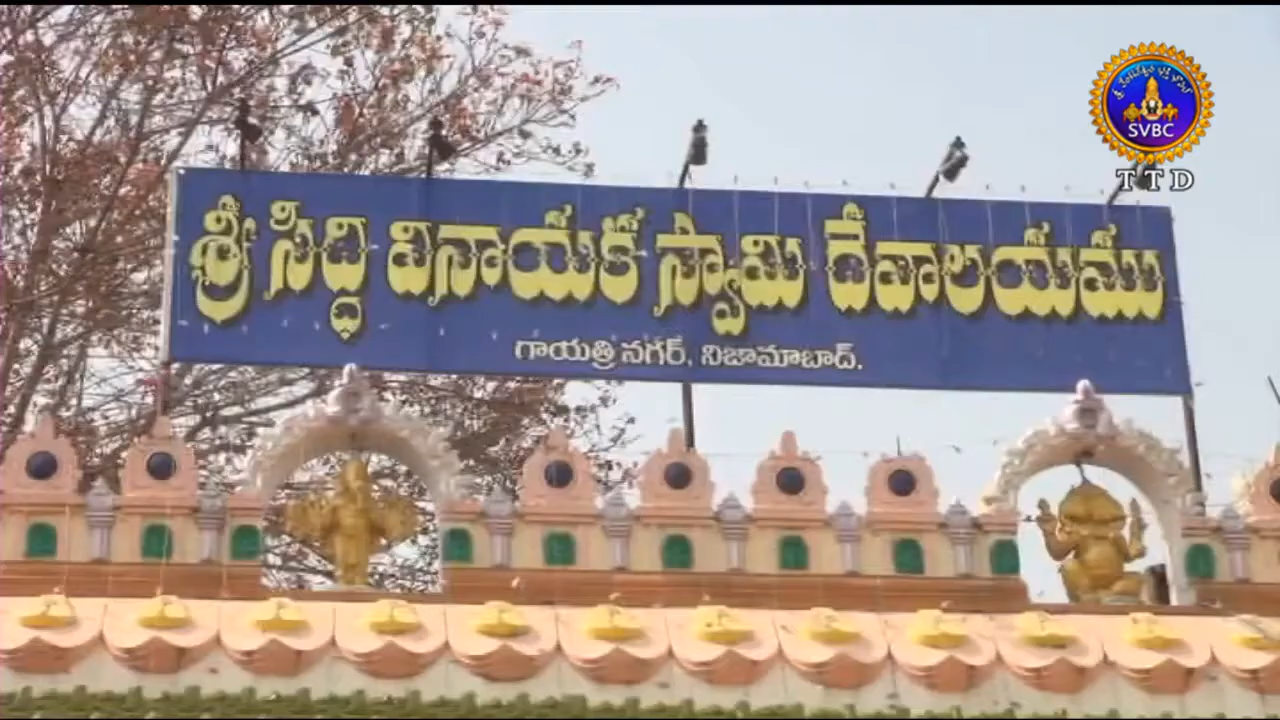 శ్రీ సిద్ధి వినాయక స్వామి దేవాలయము
గాయత్రి నగర్, నిజామాబాద్.
SVBC
TTD